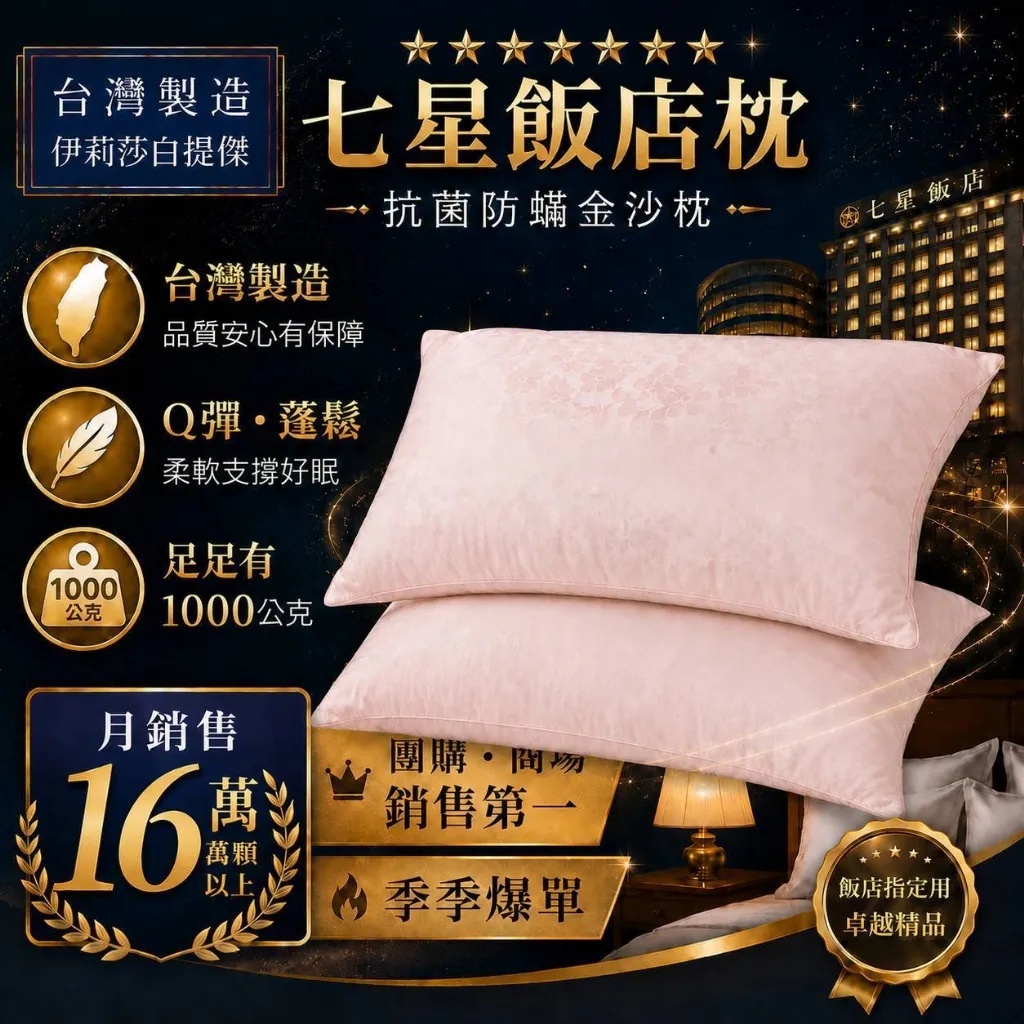 台灣製造
伊莉莎白提傑
七星飯店枕
抗菌防蟎金沙枕
七星飯店
台灣製造
品質安心有保障
Q彈・蓬鬆
柔軟支撐好眠
1000
公克
足足有
1000公克
月銷售
16萬
萬顆
以上
團購・商場
銷售第一
季季爆單
飯店指定用
卓越精品